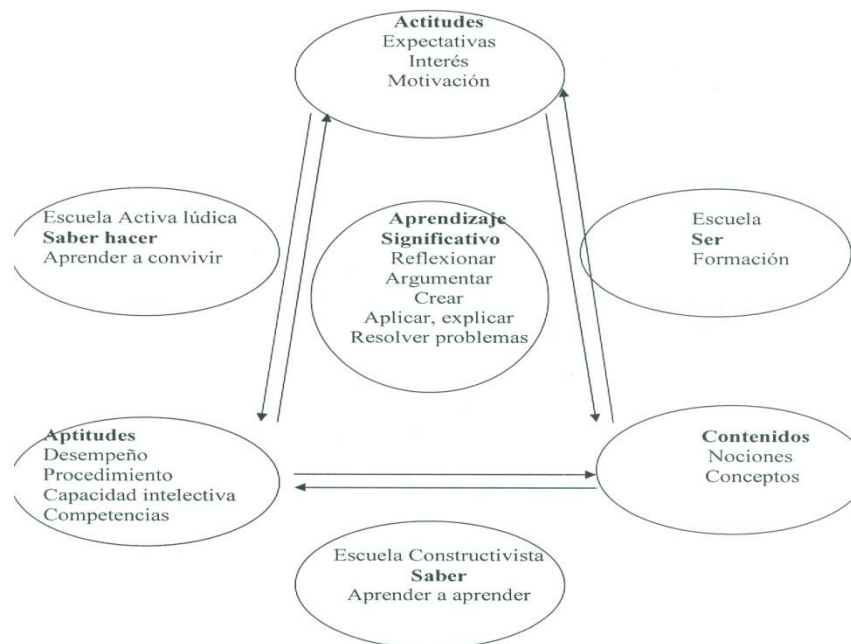 Actitudes
Expectativas
Interés
Motivación
Escuela Activa lúdica
Saber hacer
Aprender a convivir
Aprendizaje
Significativo
Reflexionar
Argumentar
Crear
Aplicar, explicar
Resolver problemas
Escuela
Ser
Formación
Aptitudes
Desempeño
Procedimiento
Capacidad intelectiva
Competencias
Contenidos
Nociones
Conceptos
Escuela Constructivista
Saber
Aprender a aprender